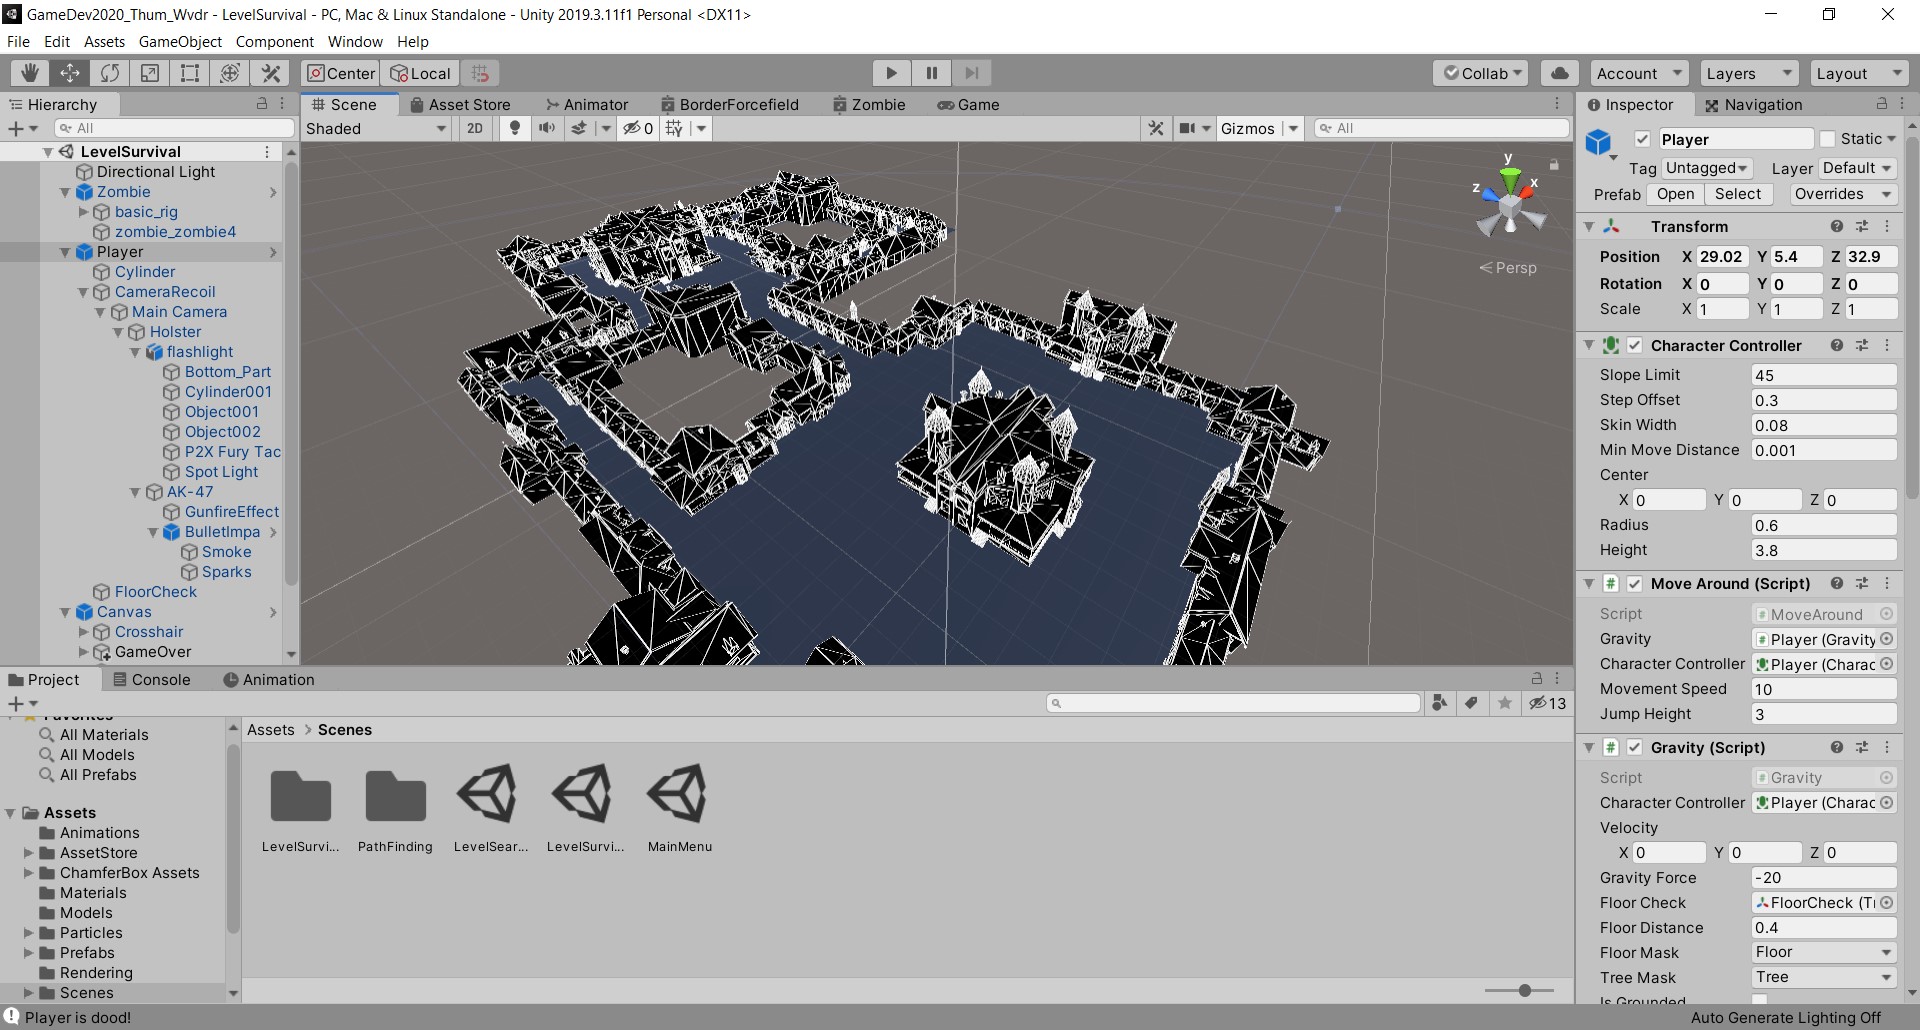 GameDev2020_Thum_Wvdr - LevelSurvival - PC, Mac & Linux Standalone - Unity 2019.3.11f1 Personal <DX11>
File Edit Assets GameObject Component Window Help
Center Local Collab Account Layers Layout
Hierarchy
All
LevelSurvival
Directional Light
Zombie
basic_rig
zombie_zombie4
Player
Cylinder
CameraRecoil
Main Camera
Holster
flashlight
Bottom_Part
Cylinder001
Object001
Object002
P2X Fury Tac
Spot Light
AK-47
GunfireEffect
BulletImpa
Smoke
Sparks
FloorCheck
Canvas
Crosshair
GameOver
Scene Asset Store Animator BorderForcefield Zombie Game
Shaded 2D 0 Gizmos All
y
z x
Persp
Inspector Navigation
Player Static
Tag Untagged Layer Default
Prefab Open Select Overrides
Transform
Position X 29.02 Y 5.4 Z 32.9
Rotation X 0 Y 0 Z 0
Scale X 1 Y 1 Z 1
Character Controller
Slope Limit 45
Step Offset 0.3
Skin Width 0.08
Min Move Distance 0.001
Center
X 0 Y 0 Z 0
Radius 0.6
Height 3.8
Move Around (Script)
Script MoveAround
Gravity Player (Gravity
Character Controller Player (Charac
Movement Speed 10
Jump Height 3
Gravity (Script)
Script Gravity
Character Controller Player (Charac
Velocity
X 0 Y 0 Z 0
Gravity Force -20
Floor Check FloorCheck (Tr
Floor Distance 0.4
Floor Mask Floor
Tree Mask Tree
Is Grounded
Project Console Animation
13
Favorites
All Materials
All Models
All Prefabs
Assets
Animations
AssetStore
ChamferBox Assets
Materials
Models
Particles
Prefabs
Rendering
Scenes
Assets > Scenes
LevelSurvi... PathFinding LevelSear... LevelSurvi... MainMenu
Player is dood!
Auto Generate Lighting Off